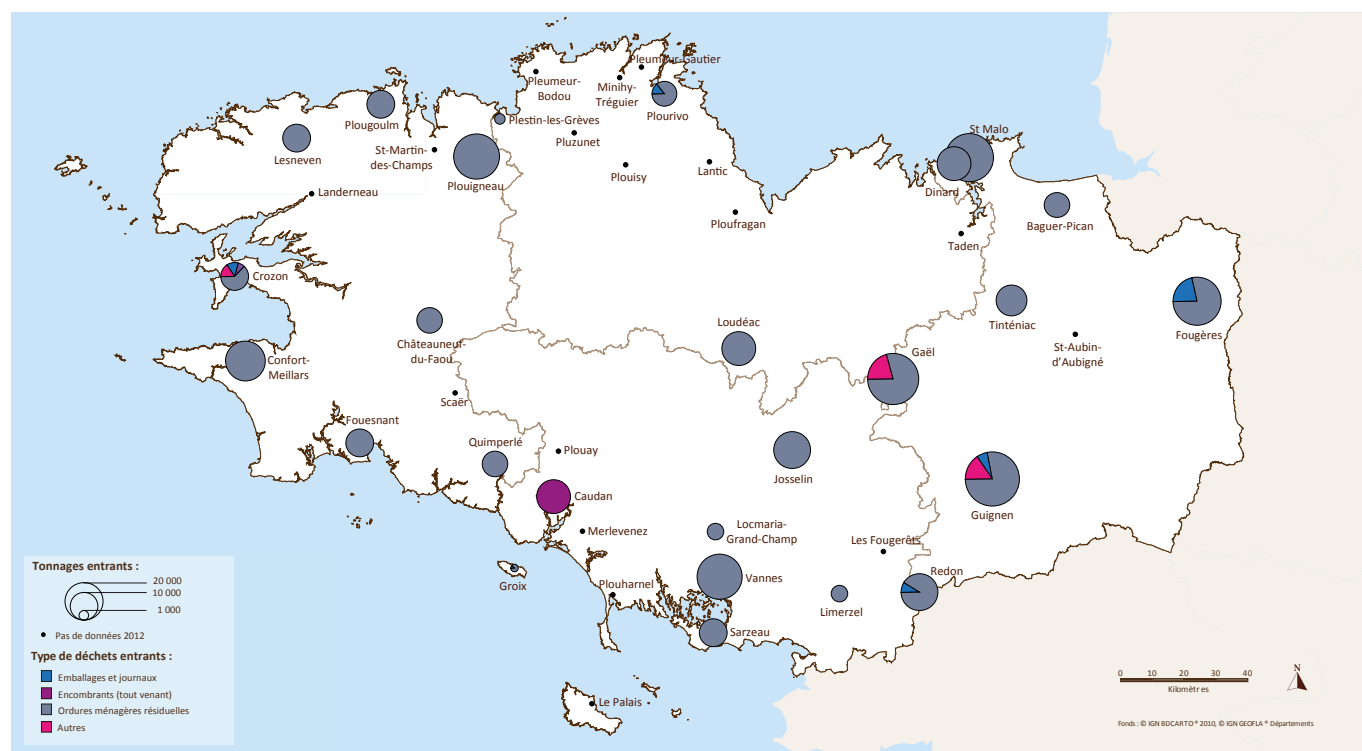 Pleumeur-Gautier
Pleumeur-
Bodou
Minihy-
Tréguier
Plourivo
Plougoulm
Plestin-les-Grèves
Lesneven
St-Martin-
des-Champs
Pluzunet
St Malo
Plouigneau
Plouisy
Lantic
Dinard
Landerneau
Ploufragan
Baguer-Pican
Taden
Crozon
Tinténiac
Fougères
Châteauneuf
du-Faou
Loudéac
St-Aubin-
d'Aubigné
Gaël
Confort-
Meillars
Scaër
Fouesnant
Quimperlé
Plouay
Josselin
Caudan
Guignen
Merlevenez
Locmaria-
Grand-Champ
Les Fougerêts
Groix
Vannes
Redon
Plouharnel
Limerzel
Sarzeau
Le Palais
Tonnages entrants :
20 000
10 000
1 000
Pas de données 2012
Type de déchets entrants :
Emballages et journaux
Encombrants (tout venant)
Ordures ménagères résiduelles
Autres
0 10 20 30 40
Kilomètres
N
Fonds : © IGN BDCARTO ® 2010, © IGN GEOFLA ® Départements